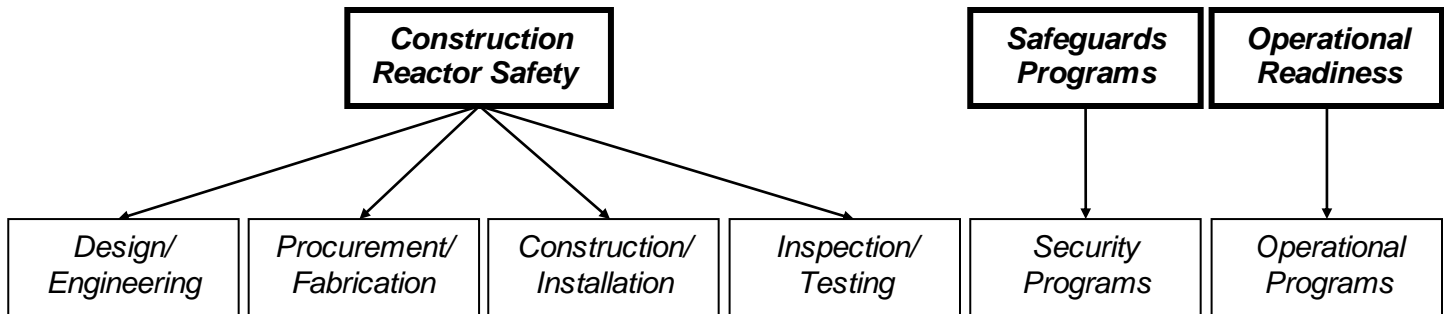 Construction
Reactor Safety
Safeguards
Programs
Operational
Readiness
Design/
Engineering
Procurement/
Fabrication
Construction/
Installation
Inspection/
Testing
Security
Programs
Operational
Programs